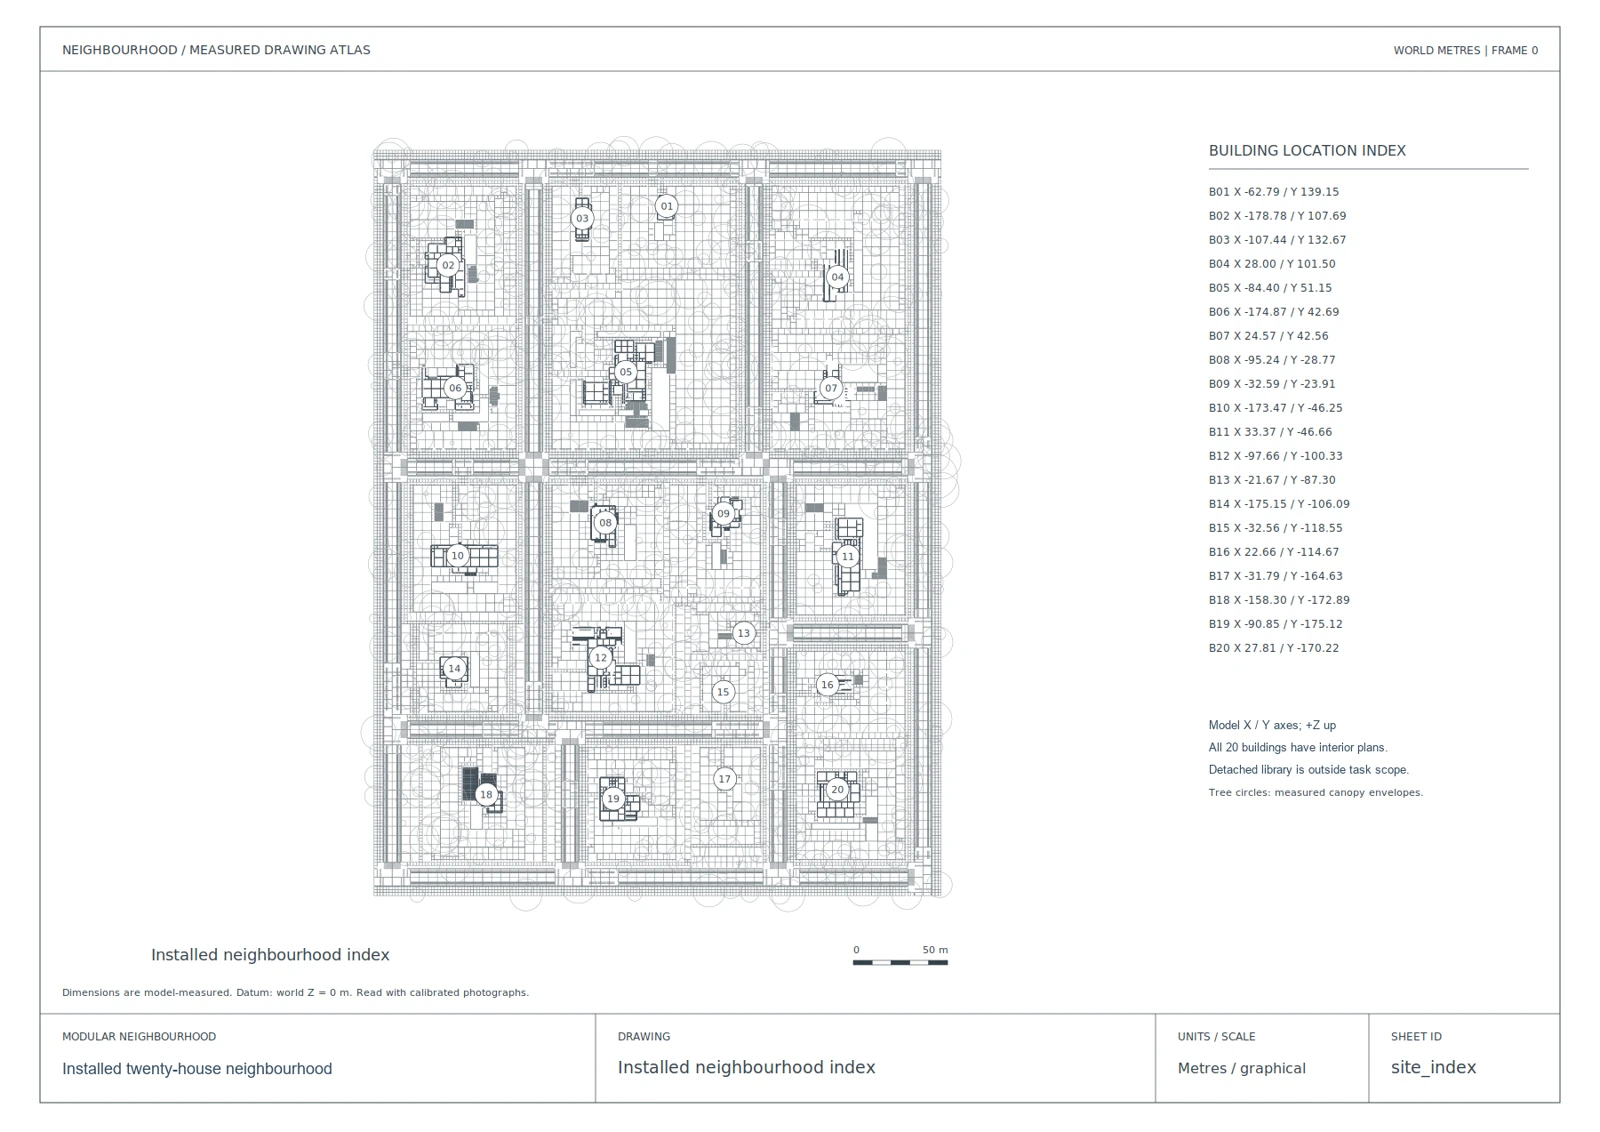 NEIGHBOURHOOD / MEASURED DRAWING ATLAS
WORLD METRES | FRAME 0
BUILDING LOCATION INDEX
B01 X -62.79 / Y 139.15
B02 X -178.78 / Y 107.69
B03 X -107.44 / Y 132.67
B04 X 28.00 / Y 101.50
B05 X -84.40 / Y 51.15
B06 X -174.87 / Y 42.69
B07 X 24.57 / Y 42.56
B08 X -95.24 / Y -28.77
B09 X -32.59 / Y -23.91
B10 X -173.47 / Y -46.25
B11 X 33.37 / Y -46.66
B12 X -97.66 / Y -100.33
B13 X -21.67 / Y -87.30
B14 X -175.15 / Y -106.09
B15 X -32.56 / Y -118.55
B16 X 22.66 / Y -114.67
B17 X -31.79 / Y -164.63
B18 X -158.30 / Y -172.89
B19 X -90.85 / Y -175.12
B20 X 27.81 / Y -170.22
Model X / Y axes; +Z up
All 20 buildings have interior plans.
Detached library is outside task scope.
Tree circles: measured canopy envelopes.
01
03
02
04
05
06
07
09
08
10
11
13
12
14
16
15
17
20
18
19
Installed neighbourhood index
0 50 m
Dimensions are model-measured. Datum: world Z = 0 m. Read with calibrated photographs.
MODULAR NEIGHBOURHOOD
Installed twenty-house neighbourhood
DRAWING
Installed neighbourhood index
UNITS / SCALE
Metres / graphical
SHEET ID
site_index